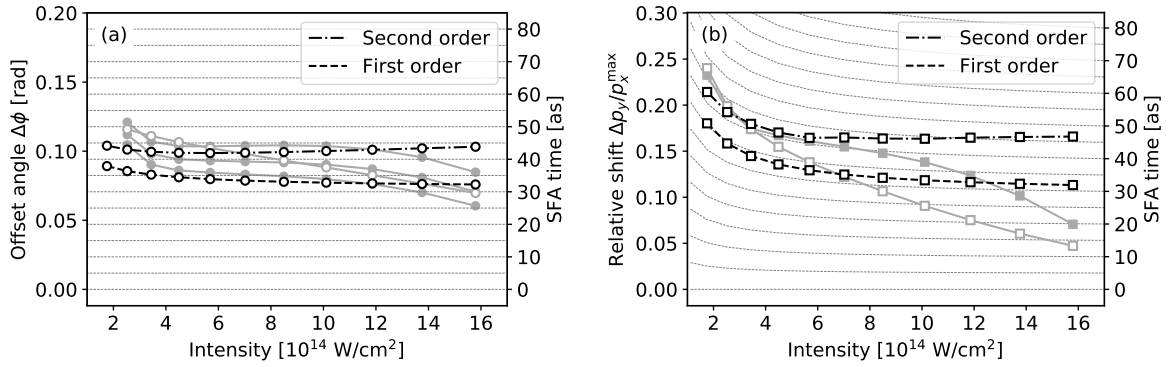 (a)
Second order
First order
Offset angle Δϕ [rad]
0.20
0.15
0.10
0.05
0.00
2 4 6 8 10 12 14 16
Intensity [10¹⁴ W/cm²]
80
70
60
50
40
30
20
10
0
SFA time [as]
(b)
Second order
First order
Relative shift Δp_y/p_x^max
0.30
0.25
0.20
0.15
0.10
0.05
0.00
2 4 6 8 10 12 14 16
Intensity [10¹⁴ W/cm²]
80
70
60
50
40
30
20
10
0
SFA time [as]